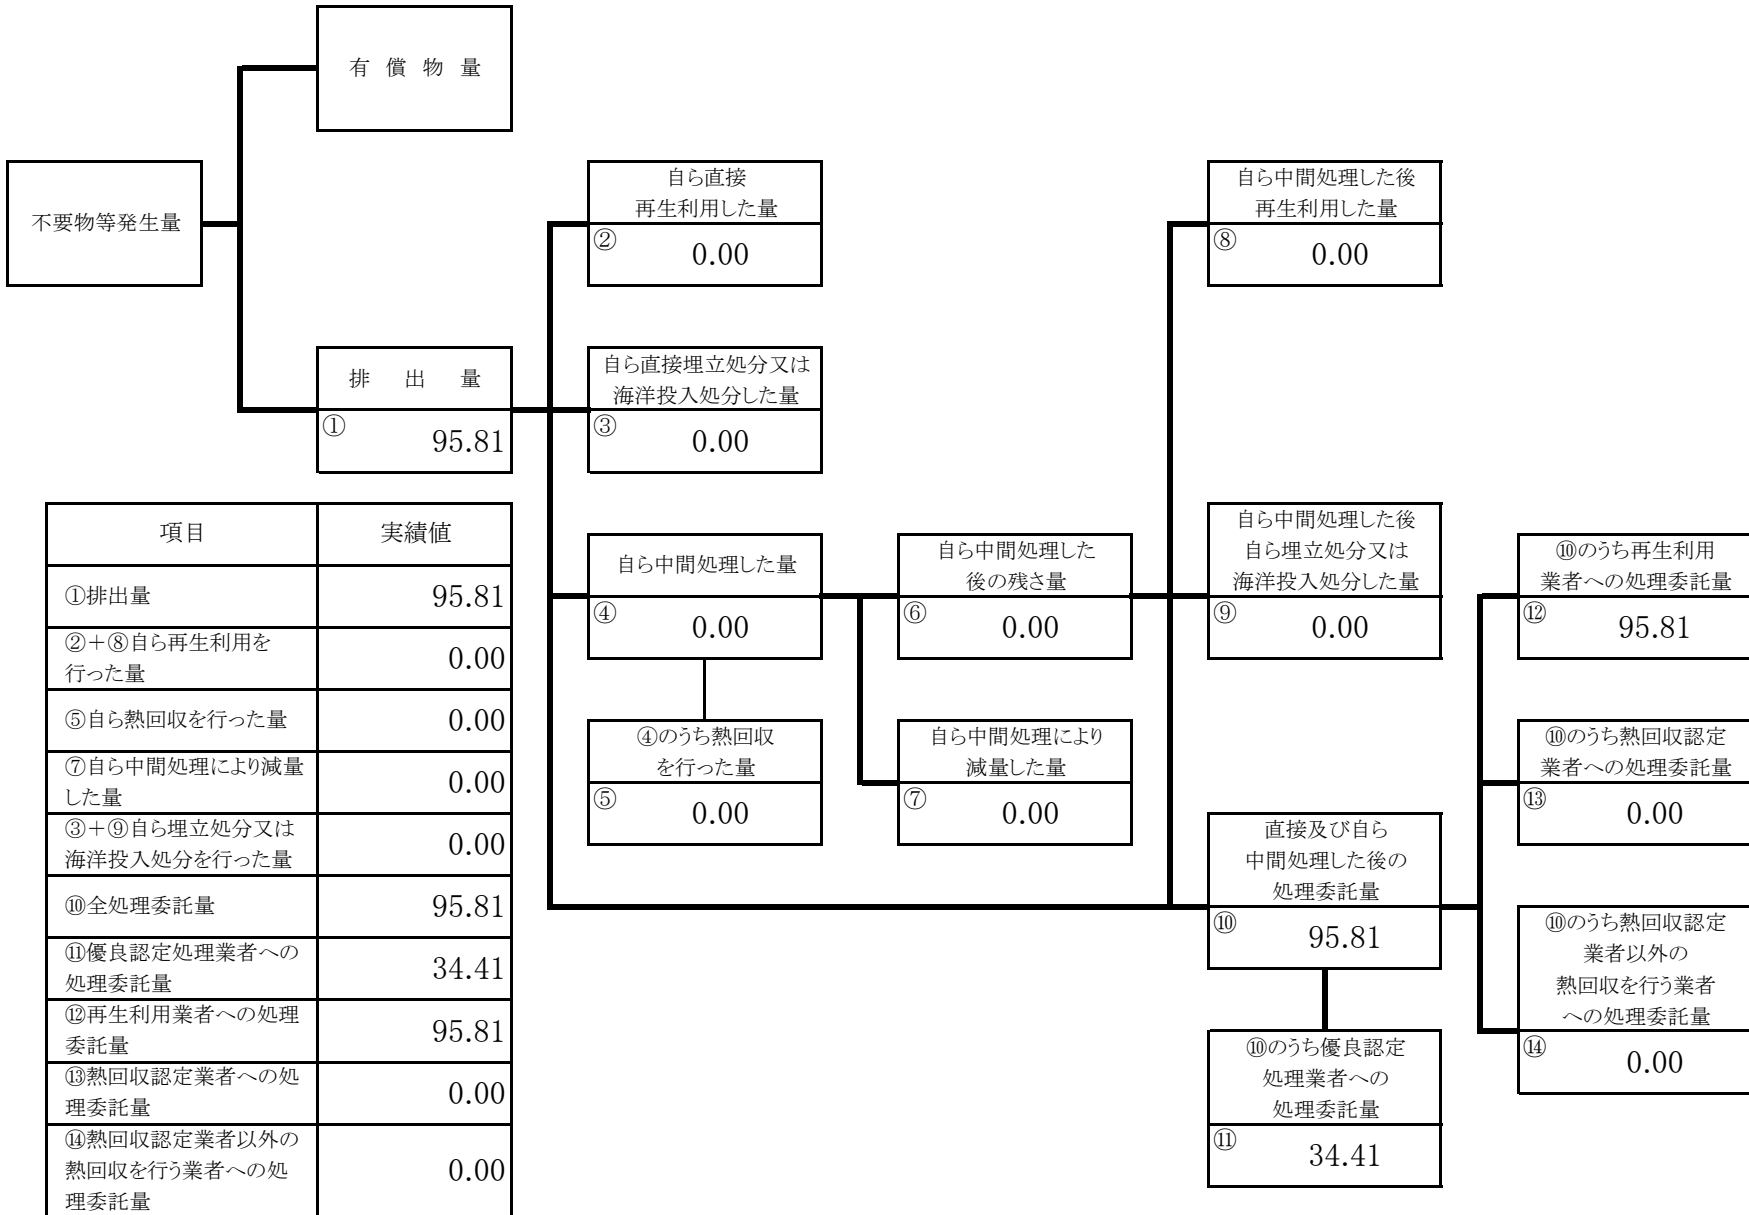 有 償 物 量
不要物等発生量
排 出 量
①
95.81
自ら直接
再生利用した量
②
0.00
自ら直接埋立処分又は
海洋投入処分した量
③
0.00
自ら中間処理した量
④
0.00
④のうち熱回収
を行った量
⑤
0.00
自ら中間処理した
後の残さ量
⑥
0.00
自ら中間処理により
減量した量
⑦
0.00
自ら中間処理した後
再生利用した量
⑧
0.00
自ら中間処理した後
自ら埋立処分又は
海洋投入処分した量
⑨
0.00
直接及び自ら
中間処理した後の
処理委託量
⑩
95.81
⑩のうち優良認定
処理業者への
処理委託量
⑪
34.41
⑩のうち再生利用
業者への処理委託量
⑫
95.81
⑩のうち熱回収認定
業者への処理委託量
⑬
0.00
⑩のうち熱回収認定
業者以外の
熱回収を行う業者
への処理委託量
⑭
0.00
項目 実績値
①排出量 95.81
②＋⑧自ら再生利用を
行った量 0.00
⑤自ら熱回収を行った量 0.00
⑦自ら中間処理により減量
した量 0.00
③＋⑨自ら埋立処分又は
海洋投入処分を行った量 0.00
⑩全処理委託量 95.81
⑪優良認定処理業者への
処理委託量 34.41
⑫再生利用業者への処理
委託量 95.81
⑬熱回収認定業者への処
理委託量 0.00
⑭熱回収認定業者以外の
熱回収を行う業者への処 0.00
理委託量